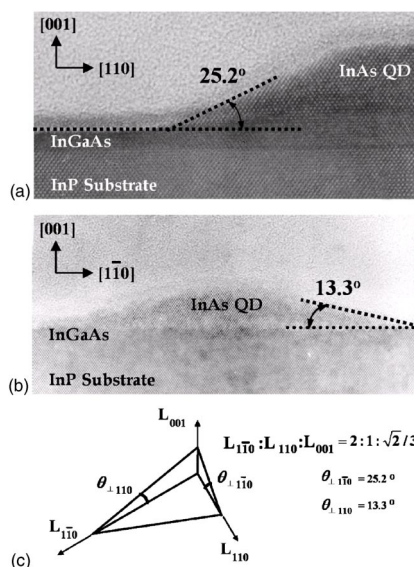 [001]
[110]
25.2°
InAs QD
InGaAs
InP Substrate
(a)
[001]
[11̄0]
13.3°
InAs QD
InGaAs
InP Substrate
(b)
L001
L11̄0:L110:L001=2:1:√2/3
θ⊥110
θ⊥11̄0
θ⊥11̄0=25.2°
θ⊥110=13.3°
L11̄0
L110
(c)